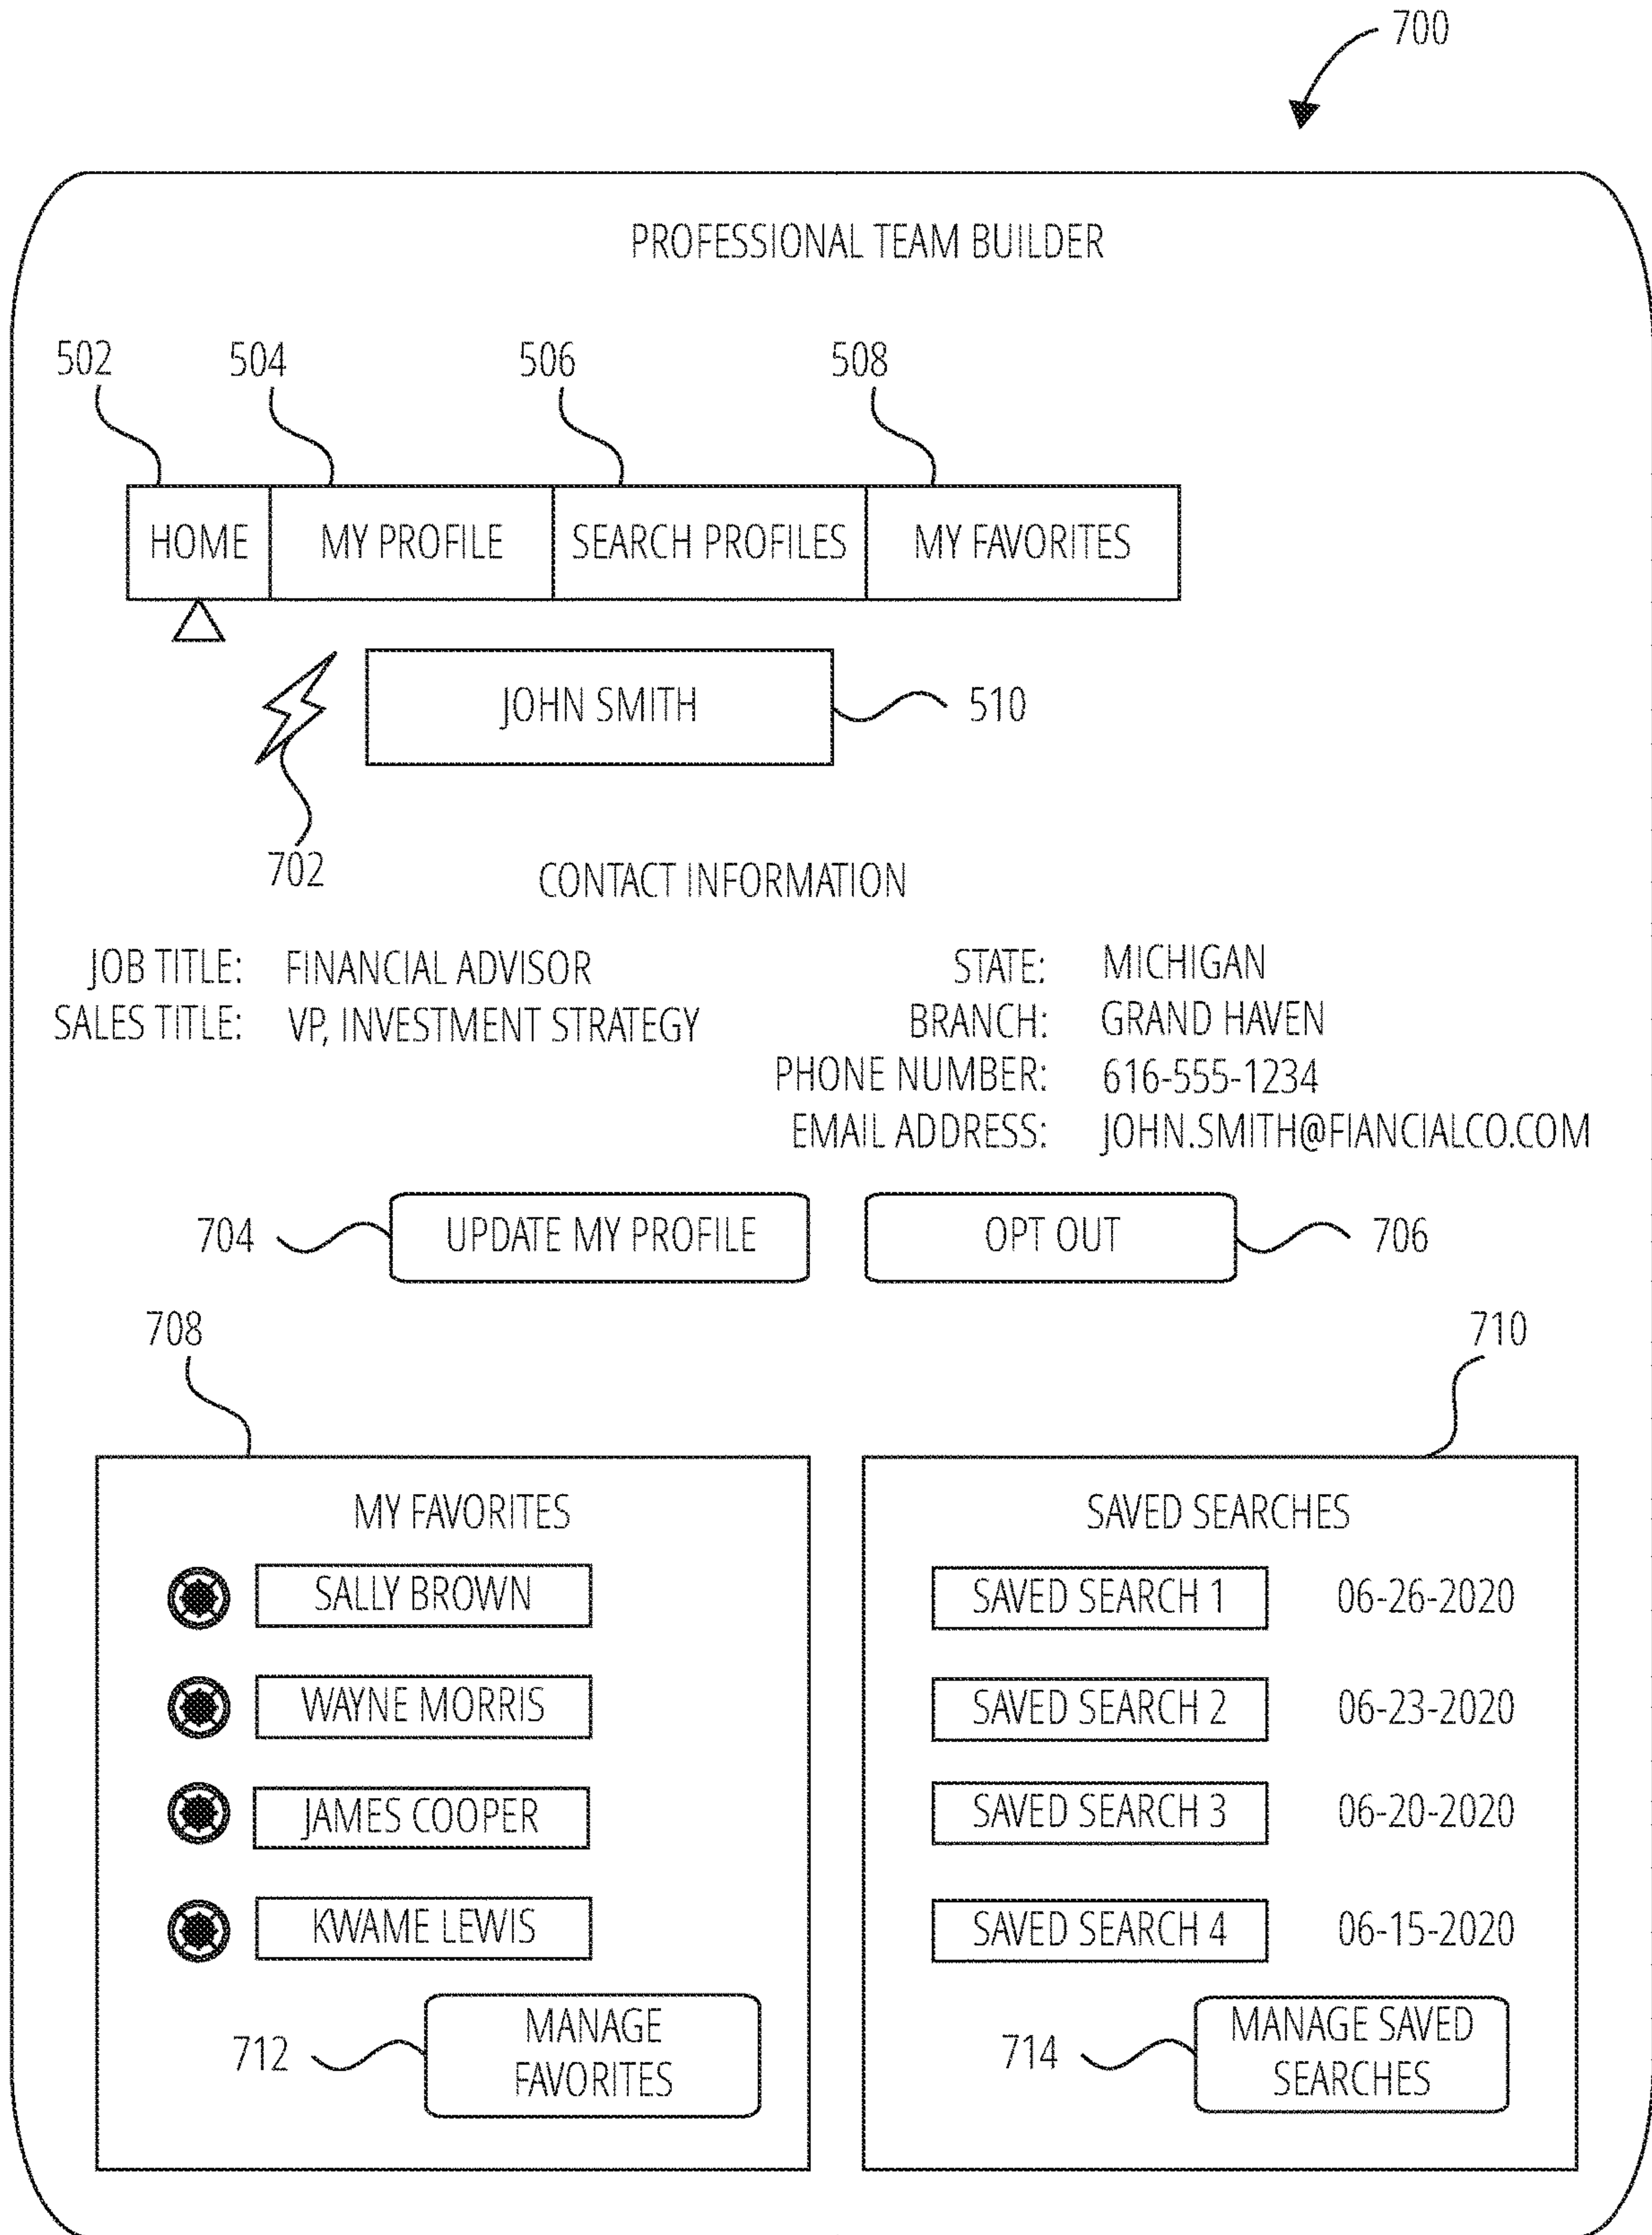 700
PROFESSIONAL TEAM BUILDER
502 504 506 508
HOME MY PROFILE SEARCH PROFILES MY FAVORITES
JOHN SMITH 510
702
CONTACT INFORMATION
JOB TITLE: FINANCIAL ADVISOR STATE: MICHIGAN
SALES TITLE: VP, INVESTMENT STRATEGY BRANCH: GRAND HAVEN
PHONE NUMBER: 616-555-1234
EMAIL ADDRESS: JOHN.SMITH@FIANCIALCO.COM
704 UPDATE MY PROFILE OPT OUT 706
708 710
MY FAVORITES SAVED SEARCHES
SALLY BROWN SAVED SEARCH 1 06-26-2020
WAYNE MORRIS SAVED SEARCH 2 06-23-2020
JAMES COOPER SAVED SEARCH 3 06-20-2020
KWAME LEWIS SAVED SEARCH 4 06-15-2020
712 MANAGE FAVORITES 714 MANAGE SAVED SEARCHES